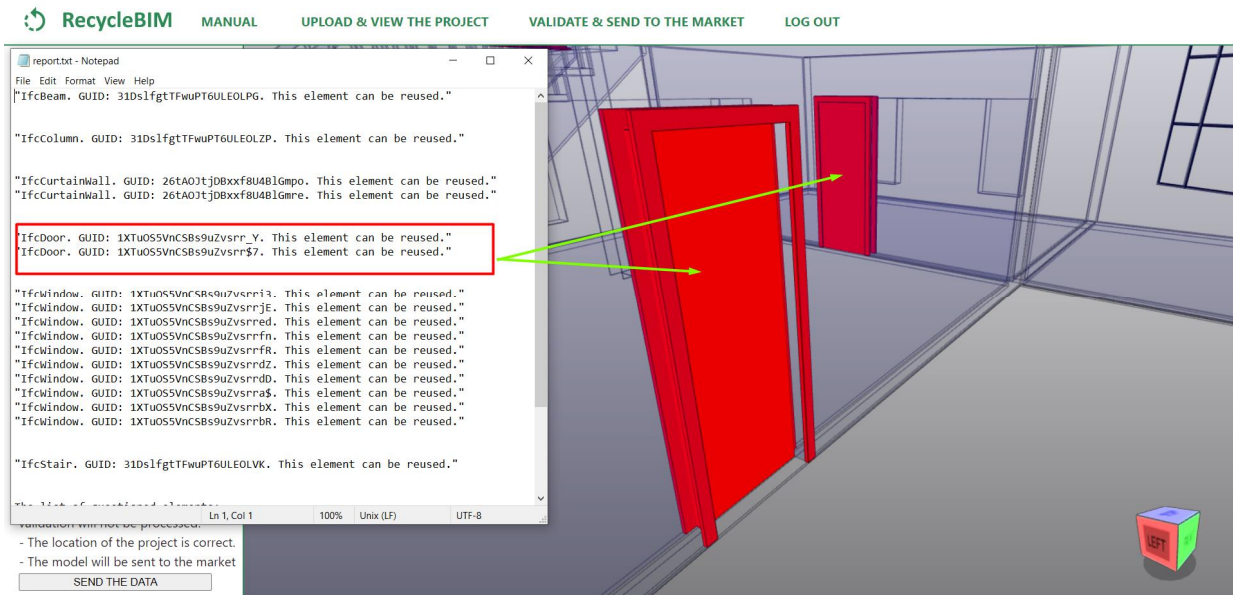 RecycleBIM MANUAL UPLOAD & VIEW THE PROJECT VALIDATE & SEND TO THE MARKET LOG OUT
report.txt - Notepad
File Edit Format View Help
"IfcBeam. GUID: 31DslfgtTFwuPT6ULEOLPG. This element can be reused."
"IfcColumn. GUID: 31DslfgtTFwuPT6ULEOLZP. This element can be reused."
"IfcCurtainWall. GUID: 26tAOJtjDBxxf8U4BlGmpo. This element can be reused."
"IfcCurtainWall. GUID: 26tAOJtjDBxxf8U4BlGmre. This element can be reused."
"IfcDoor. GUID: 1XTuOS5VnCSBs9uZvsrr_Y. This element can be reused."
"IfcDoor. GUID: 1XTuOS5VnCSBs9uZvsrr$7. This element can be reused."
"IfcWindow. GUID: 1XTuOS5VnCSBs9uZvsrri3. This element can be reused."
"IfcWindow. GUID: 1XTuOS5VnCSBs9uZvsrrjE. This element can be reused."
"IfcWindow. GUID: 1XTuOS5VnCSBs9uZvsrred. This element can be reused."
"IfcWindow. GUID: 1XTuOS5VnCSBs9uZvsrrfn. This element can be reused."
"IfcWindow. GUID: 1XTuOS5VnCSBs9uZvsrrfR. This element can be reused."
"IfcWindow. GUID: 1XTuOS5VnCSBs9uZvsrrdZ. This element can be reused."
"IfcWindow. GUID: 1XTuOS5VnCSBs9uZvsrrdD. This element can be reused."
"IfcWindow. GUID: 1XTuOS5VnCSBs9uZvsrra$. This element can be reused."
"IfcWindow. GUID: 1XTuOS5VnCSBs9uZvsrrbX. This element can be reused."
"IfcWindow. GUID: 1XTuOS5VnCSBs9uZvsrrbR. This element can be reused."
"IfcStair. GUID: 31DslfgtTFwuPT6ULEOLVK. This element can be reused."
The list of questioned elements:
Ln 1, Col 1 100% Unix (LF) UTF-8
validation will not be processed.
- The location of the project is correct.
- The model will be sent to the market
SEND THE DATA
LEFT